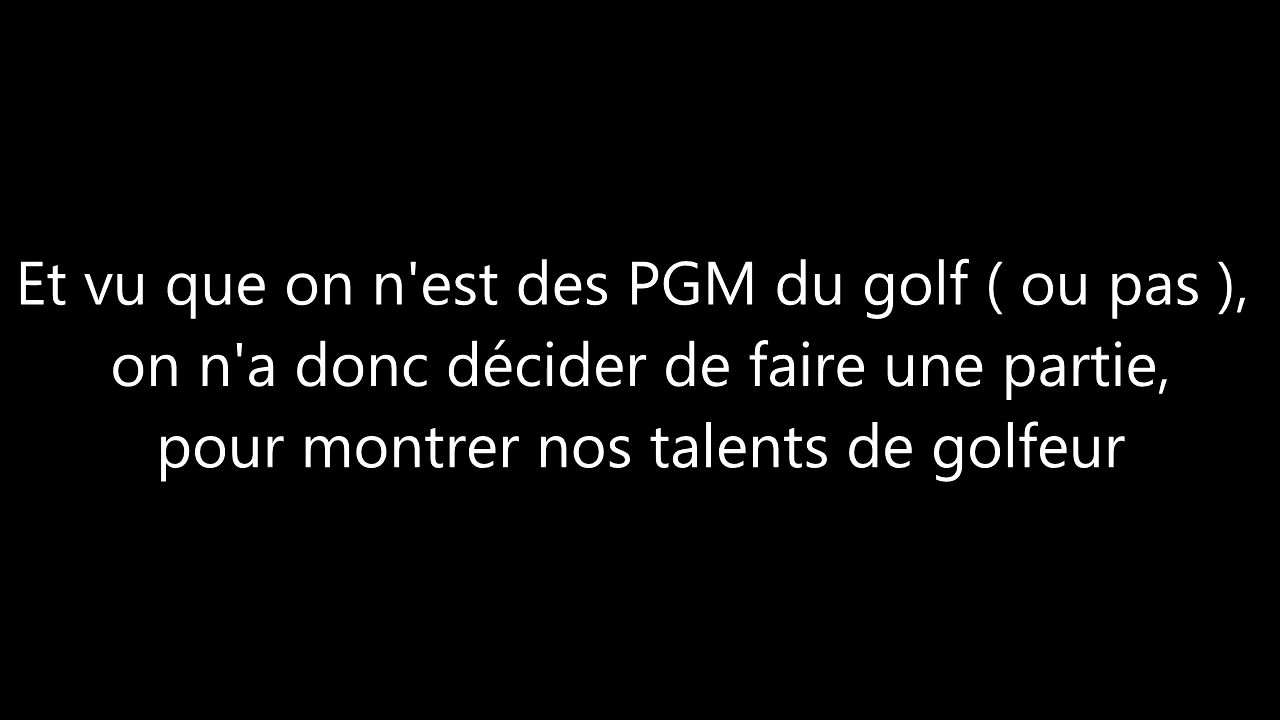 Et vu que on n'est des PGM du golf ( ou pas ),
on n'a donc décider de faire une partie,
pour montrer nos talents de golfeur